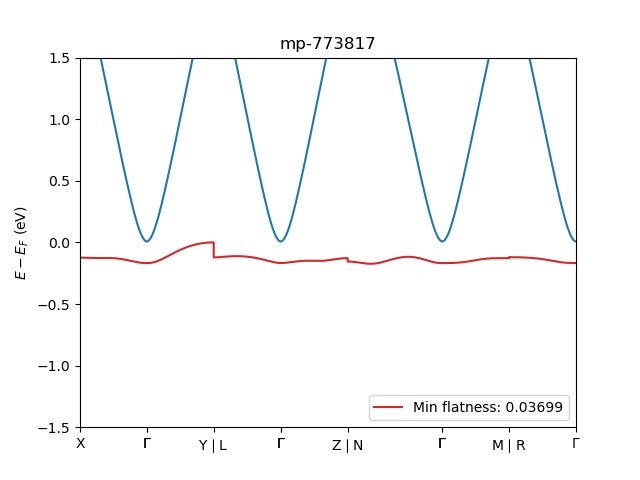 mp-773817
E − E_F (eV)
1.5
1.0
0.5
0.0
−0.5
−1.0
−1.5
Min flatness: 0.03699
X Γ Y | L Γ Z | N Γ M | R Γ